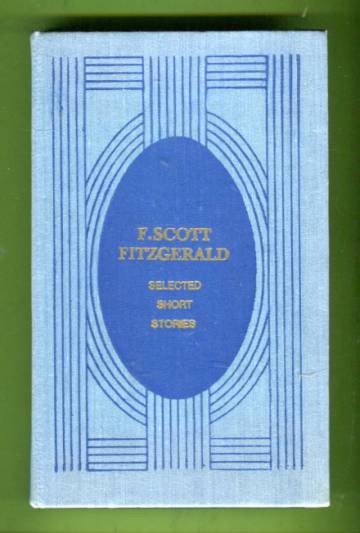 F. SCOTT
FITZGERALD
SELECTED
SHORT
STORIES